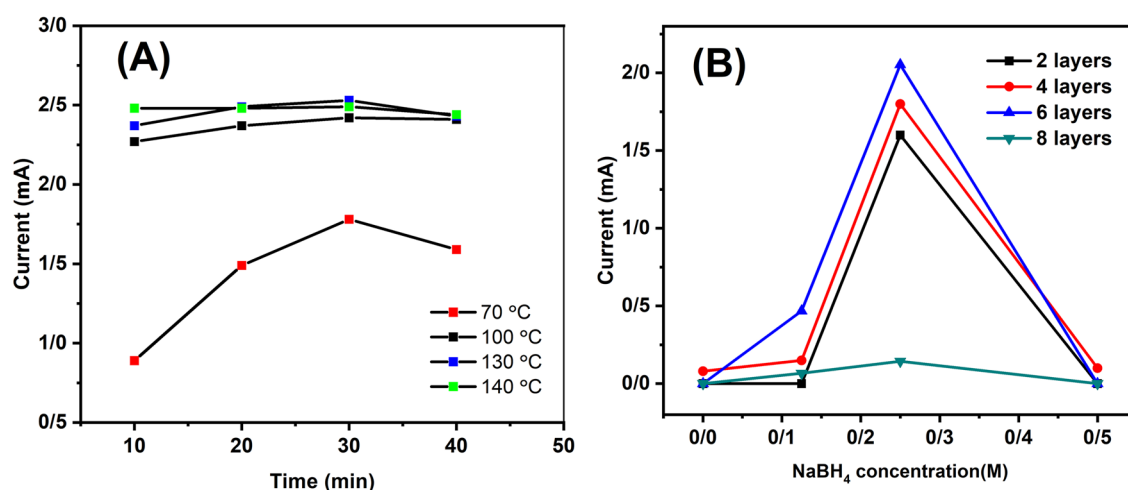 (A)
3/0
2/5
2/0
1/5
1/0
0/5
Current (mA)
10
20
30
40
50
Time (min)
70 °C
100 °C
130 °C
140 °C
(B)
2/0
1/5
1/0
0/5
0/0
Current (mA)
0/0
0/1
0/2
0/3
0/4
0/5
NaBH₄ concentration(M)
2 layers
4 layers
6 layers
8 layers